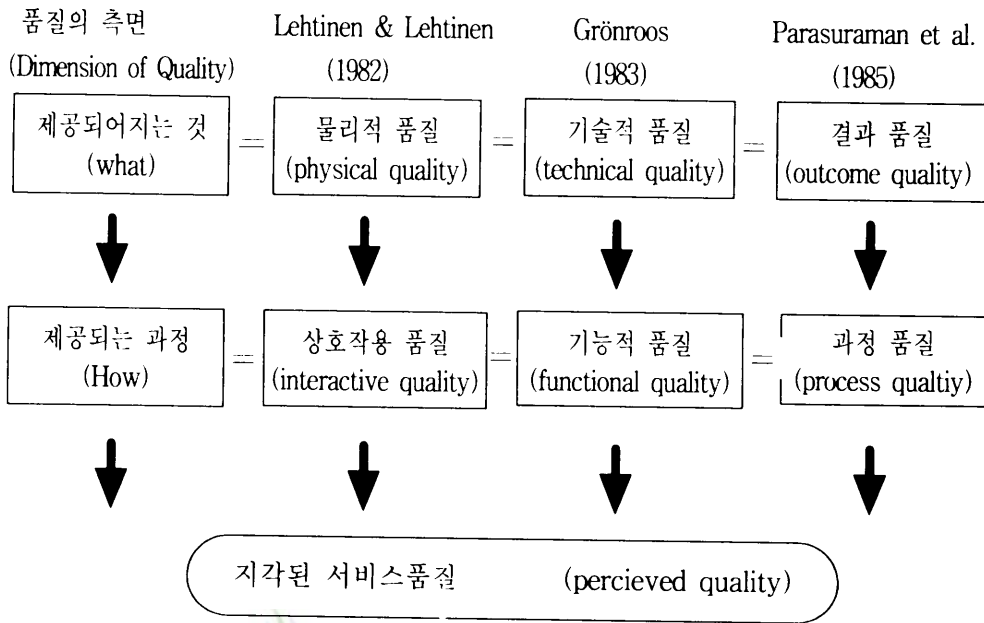 품질의 측면 Lehtinen & Lehtinen Grönroos Parasuraman et al.
(Dimension of Quality) (1982) (1983) (1985)
제공되어지는 것 = 물리적 품질 = 기술적 품질 = 결과 품질
(what) (physical quality) (technical quality) (outcome quality)
제공되는 과정 = 상호작용 품질 = 기능적 품질 = 과정 품질
(How) (interactive quality) (functional quality) (process qualtiy)
지각된 서비스품질 (percieved quality)